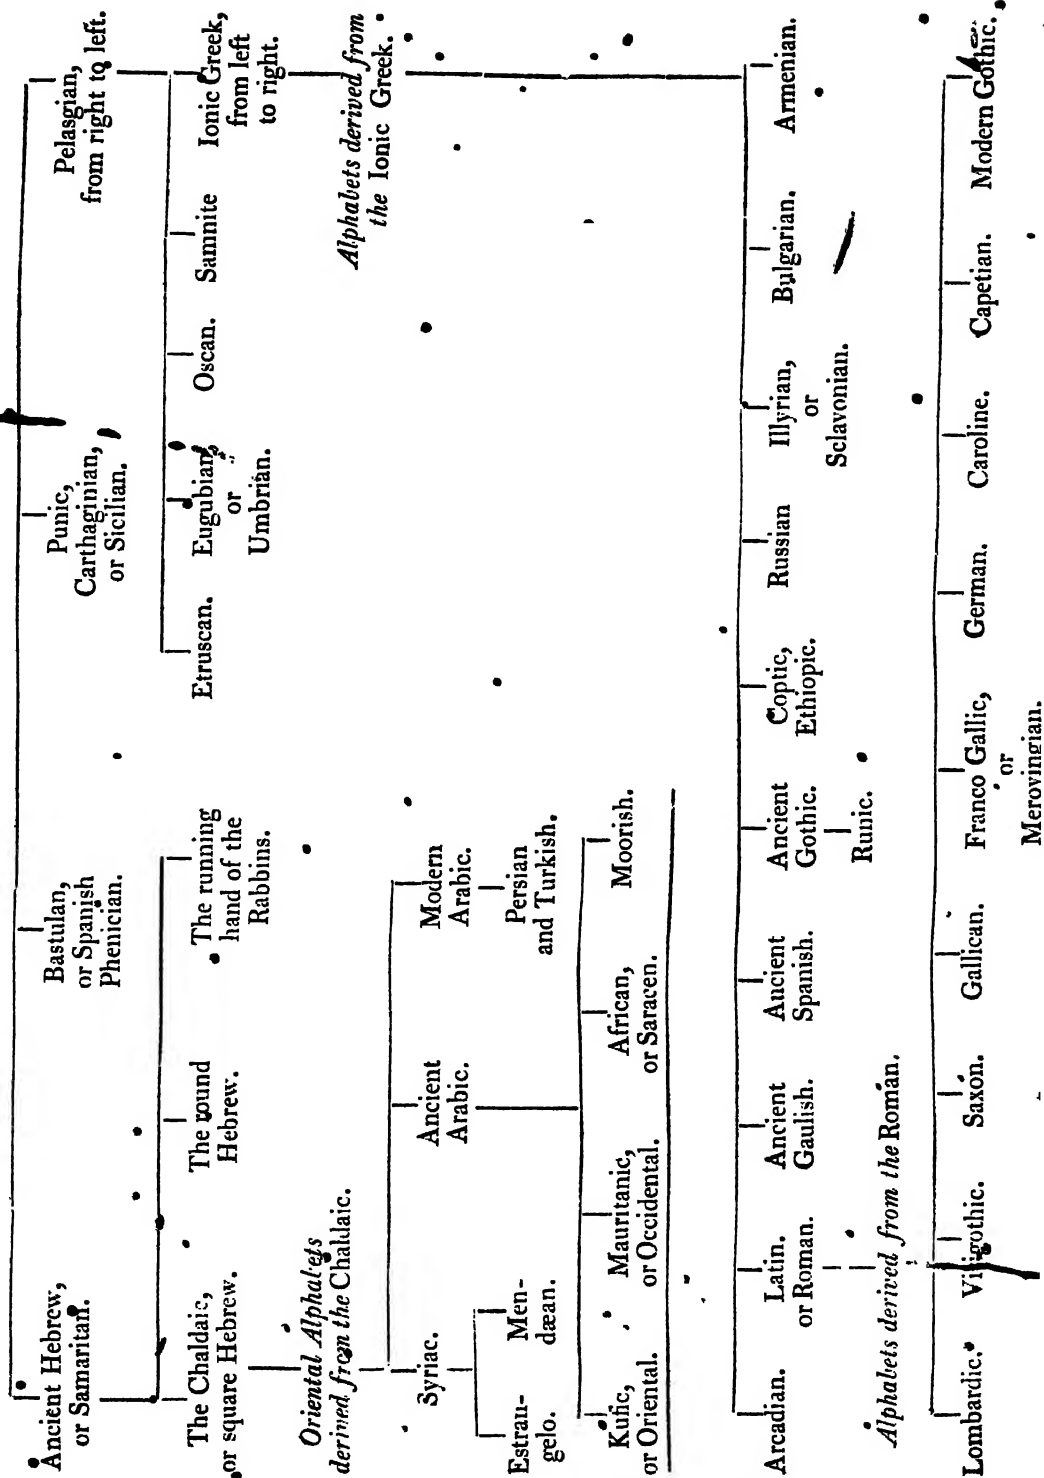 Ancient Hebrew,
or Samaritan.
Bastulan,
or Spanish
Phenician.
Punic,
Carthaginian,
or Sicilian.
Pelasgian,
from right to left.
The Chaldaic,
or square Hebrew.
The round
Hebrew.
The running
hand of the
Rabbins.
Etruscan.
Eugubian,
or
Umbrian.
Oscan.
Samnite
Ionic Greek,
from left
to right.
Oriental Alphabets
derived from the Chaldaic.
Alphabets derived from
the Ionic Greek.
Syriac.
Ancient
Arabic.
Modern
Arabic.
Estran-
gelo.
Men-
dæan.
Persian
and Turkish.
Kufic,
or Oriental.
Mauritanic,
or Occidental.
African,
or Saracen.
Moorish.
Arcadian.
Latin.
or Roman.
Ancient
Gaulish.
Ancient
Spanish.
Ancient
Gothic.
Runic.
Coptic,
Ethiopic.
Russian
Illyrian,
or
Sclavonian.
Bulgarian.
Armenian.
Alphabets derived from the Roman.
Lombardic.
Visigothic.
Saxon.
Gallican.
Franco Gallic,
or
Merovingian.
German.
Caroline.
Capetian.
Modern Gothic.